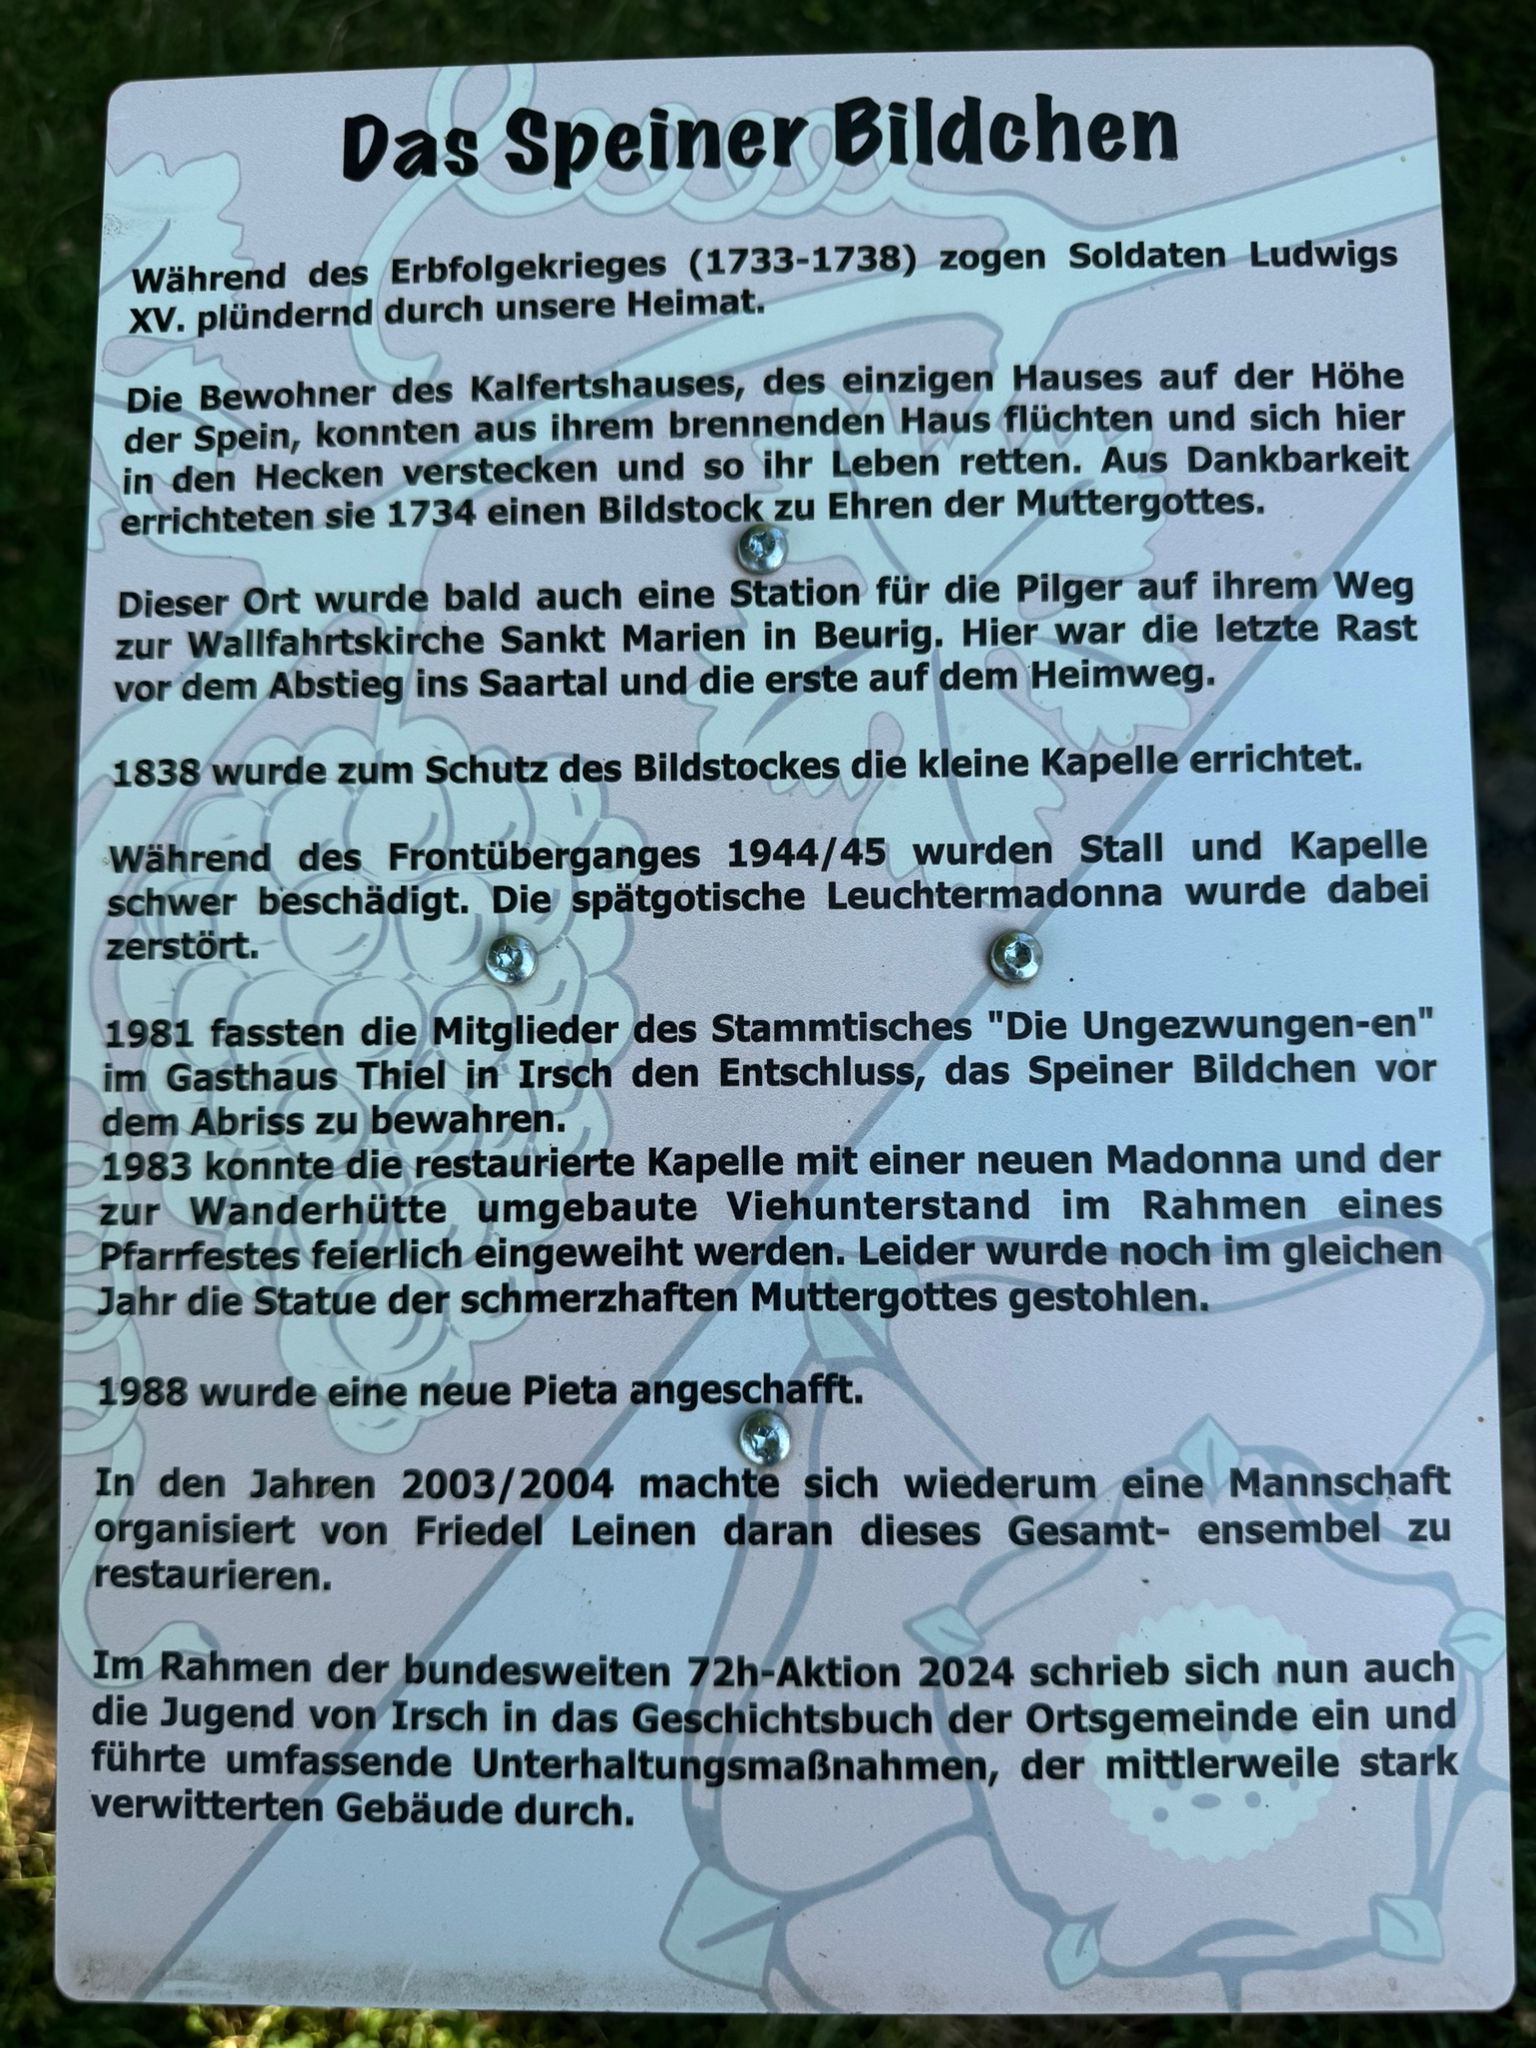 Das Speiner Bildchen
Während des Erbfolgekrieges (1733-1738) zogen Soldaten Ludwigs
XV. plündernd durch unsere Heimat.
Die Bewohner des Kalfertshauses, des einzigen Hauses auf der Höhe
der Spein, konnten aus ihrem brennenden Haus flüchten und sich hier
in den Hecken verstecken und so ihr Leben retten. Aus Dankbarkeit
errichteten sie 1734 einen Bildstock zu Ehren der Muttergottes.
Dieser Ort wurde bald auch eine Station für die Pilger auf ihrem Weg
zur Wallfahrtskirche Sankt Marien in Beurig. Hier war die letzte Rast
vor dem Abstieg ins Saartal und die erste auf dem Heimweg.
1838 wurde zum Schutz des Bildstockes die kleine Kapelle errichtet.
Während des Frontüberganges 1944/45 wurden Stall und Kapelle
schwer beschädigt. Die spätgotische Leuchtermadonna wurde dabei
zerstört.
1981 fassten die Mitglieder des Stammtisches "Die Ungezwungen-en"
im Gasthaus Thiel in Irsch den Entschluss, das Speiner Bildchen vor
dem Abriss zu bewahren.
1983 konnte die restaurierte Kapelle mit einer neuen Madonna und der
zur Wanderhütte umgebaute Viehunterstand im Rahmen eines
Pfarrfestes feierlich eingeweiht werden. Leider wurde noch im gleichen
Jahr die Statue der schmerzhaften Muttergottes gestohlen.
1988 wurde eine neue Pieta angeschafft.
In den Jahren 2003/2004 machte sich wiederum eine Mannschaft
organisiert von Friedel Leinen daran dieses Gesamt- ensembel zu
restaurieren.
Im Rahmen der bundesweiten 72h-Aktion 2024 schrieb sich nun auch
die Jugend von Irsch in das Geschichtsbuch der Ortsgemeinde ein und
führte umfassende Unterhaltungsmaßnahmen, der mittlerweile stark
verwitterten Gebäude durch.